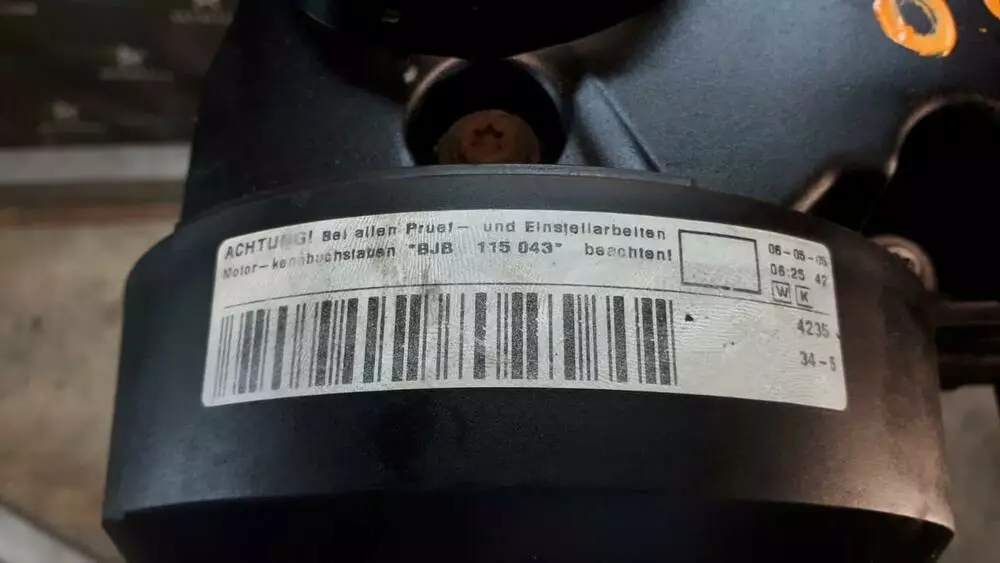 ACHTUNG! Bei allen Pruef- und Einstellarbeiten
Motor-kennbuchstaben "BJB 115 043" beachten!
06-05-05
06:25 42
W K
4235
34-5